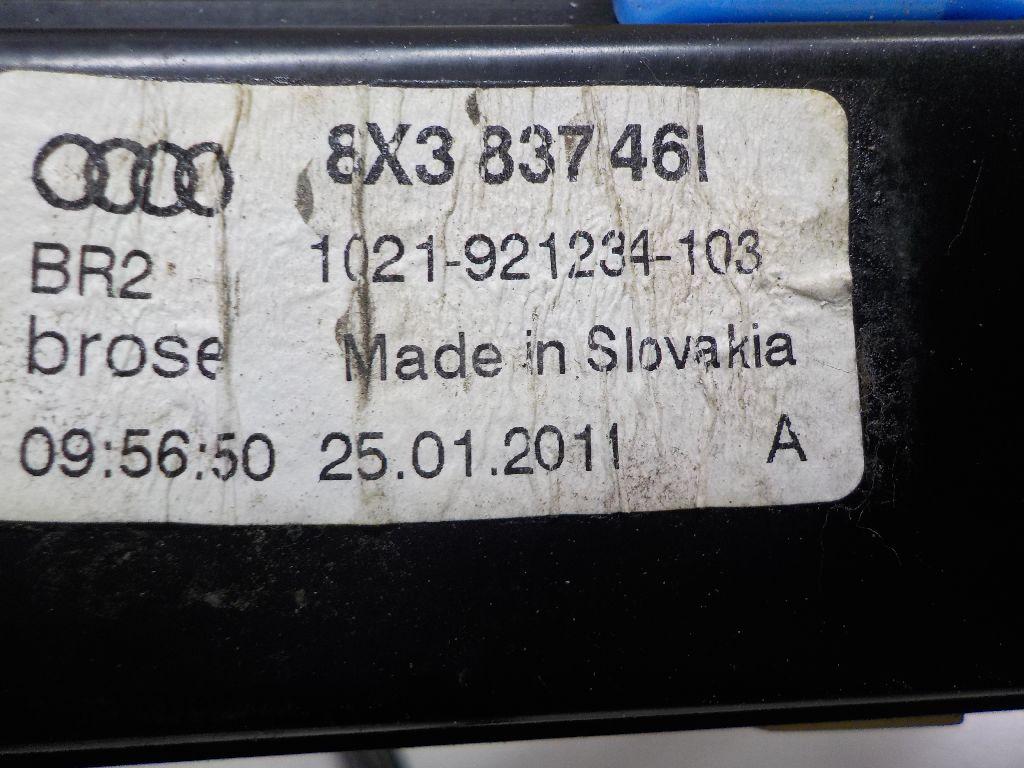 8X3 837 461
BR2 1021-921234-103
brose Made in Slovakia
09:56:50 25.01.2011 A